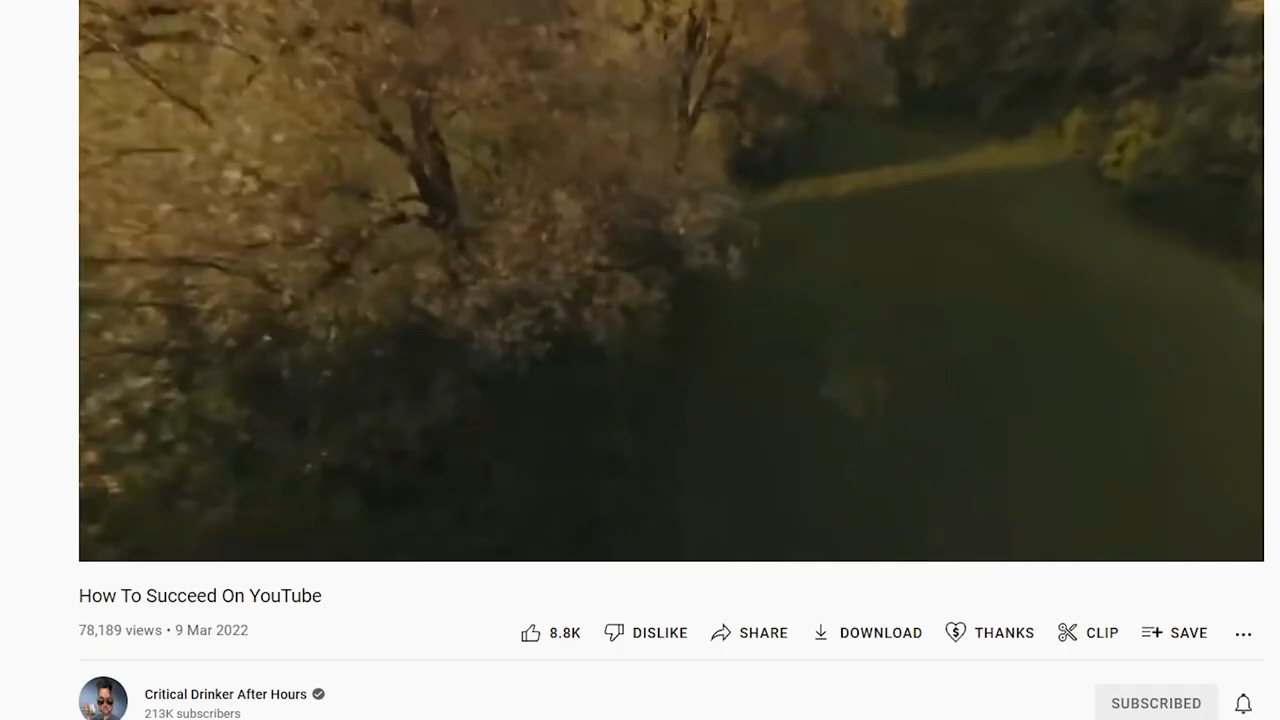 How To Succeed On YouTube
78,189 views • 9 Mar 2022
8.8K DISLIKE SHARE DOWNLOAD THANKS CLIP SAVE ...
Critical Drinker After Hours
213K subscribers
SUBSCRIBED